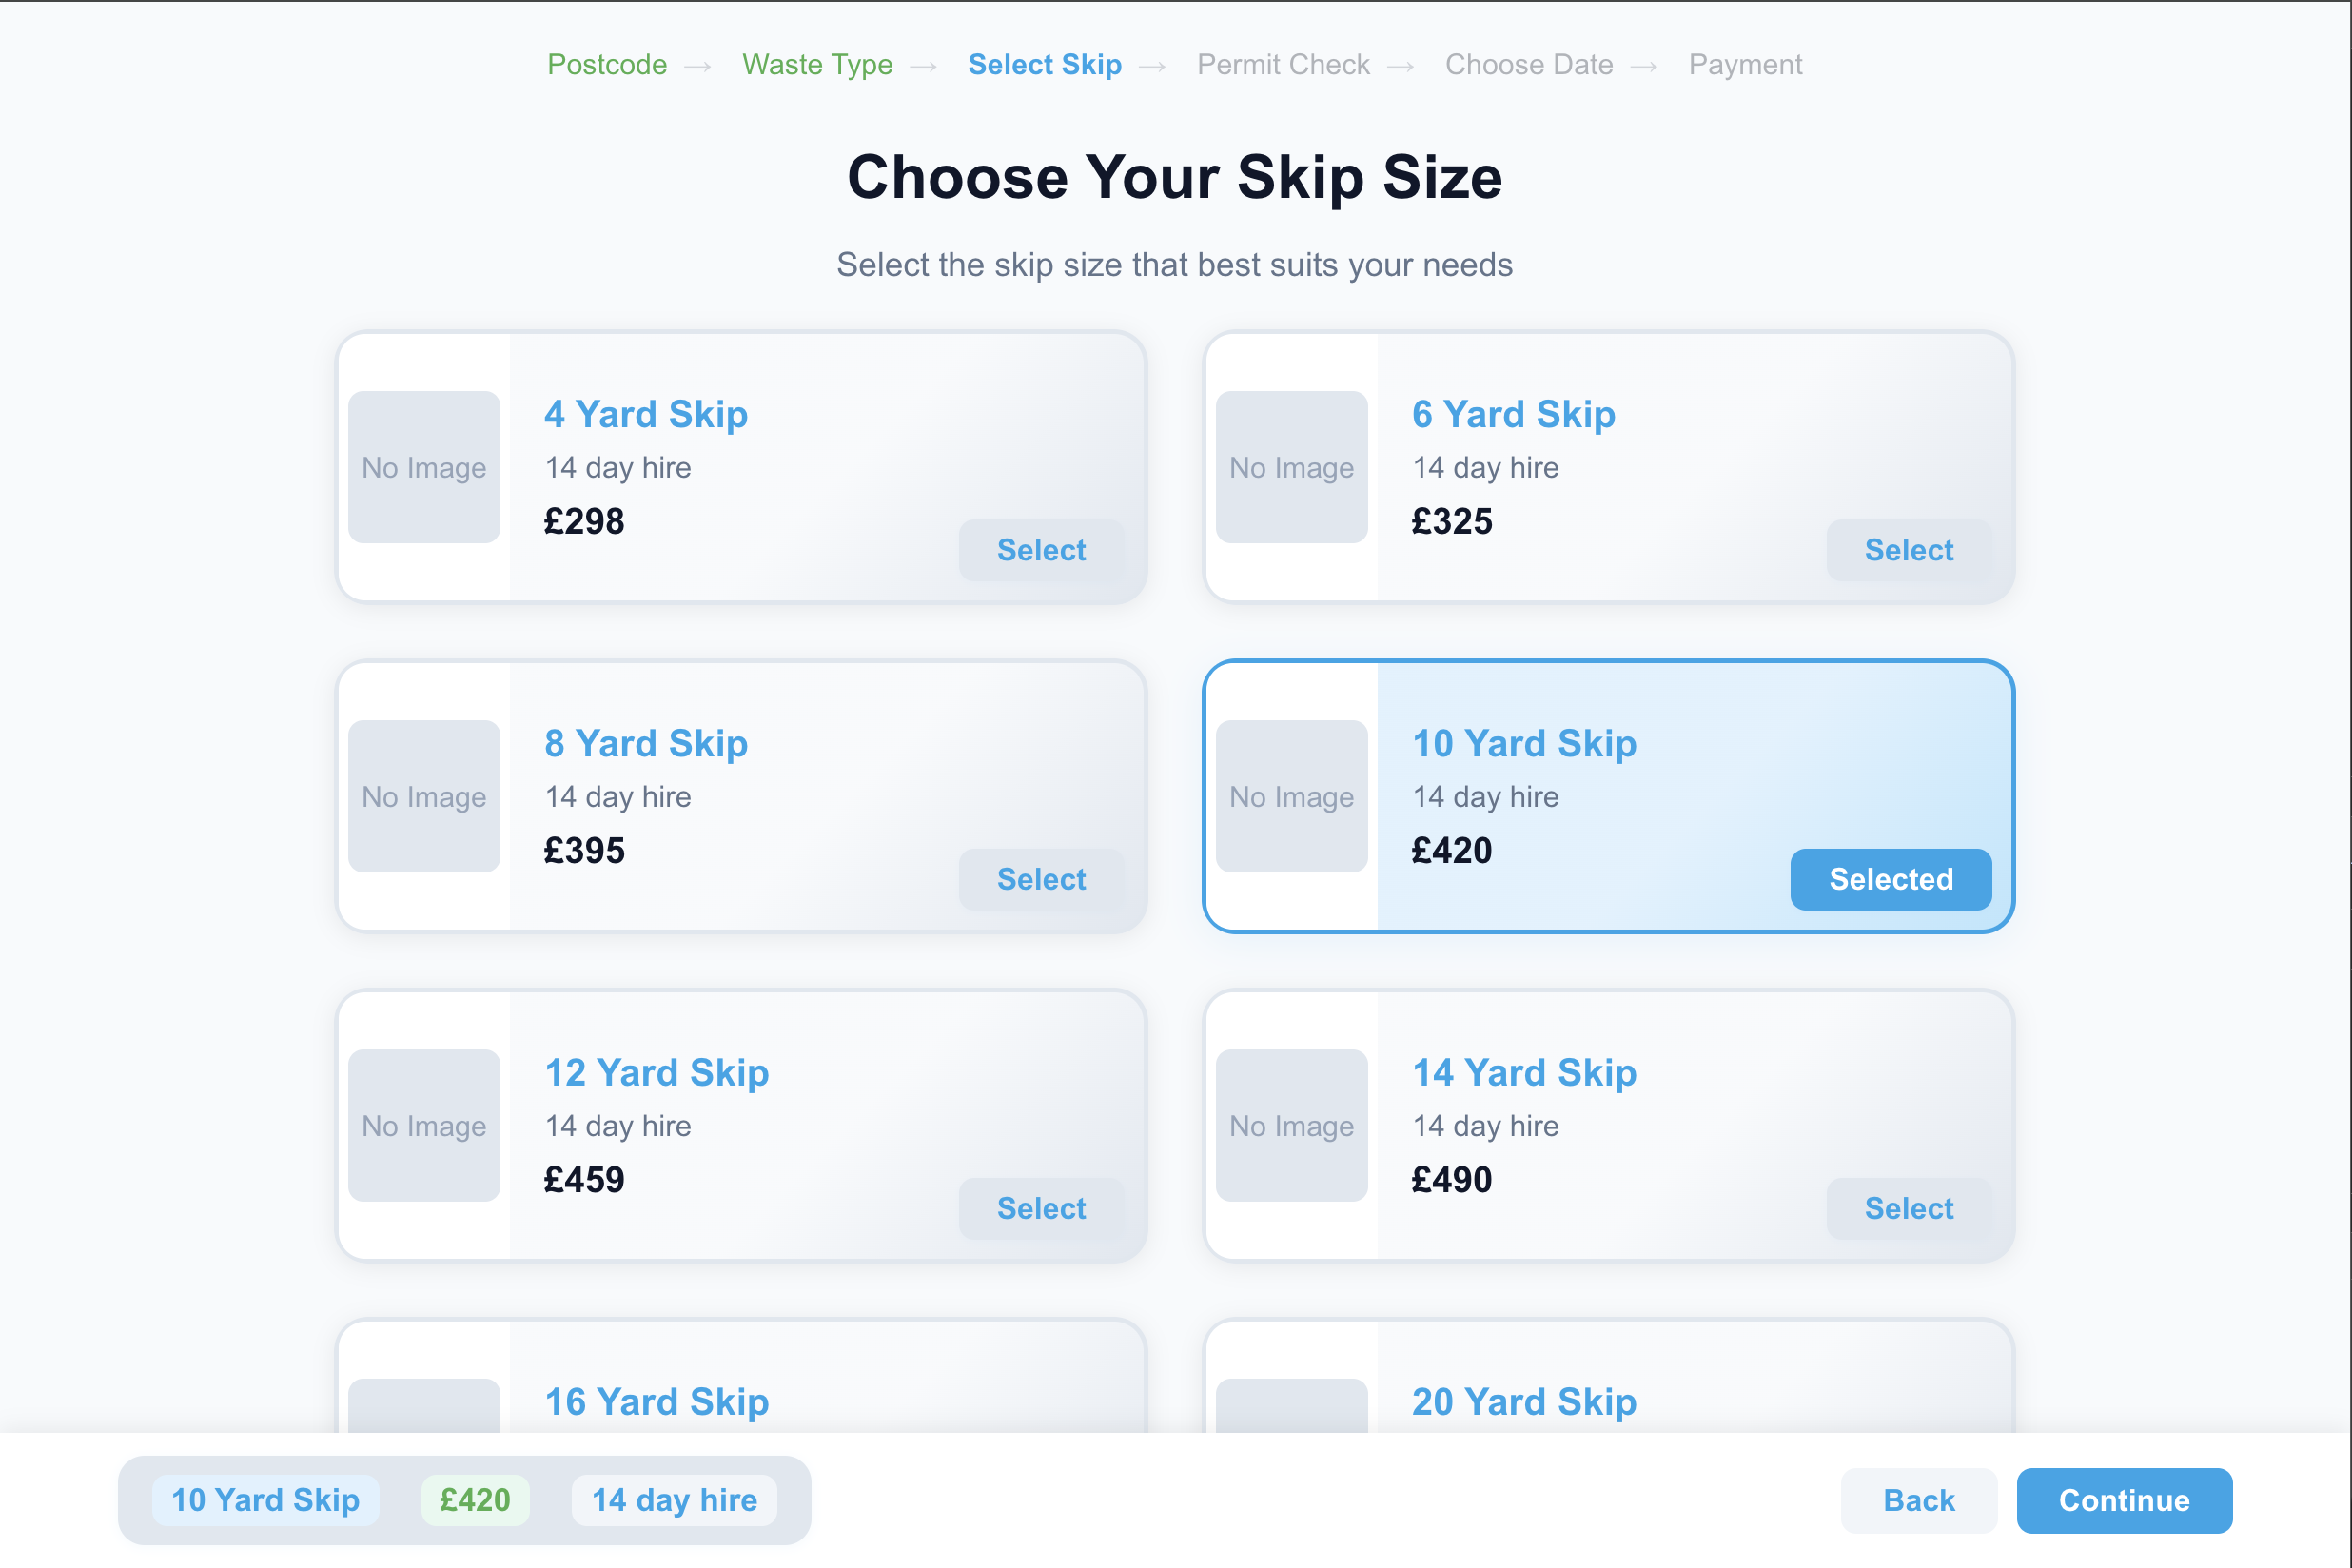 Postcode → Waste Type → Select Skip → Permit Check → Choose Date → Payment
Choose Your Skip Size
Select the skip size that best suits your needs
No Image
4 Yard Skip
14 day hire
£298
Select
No Image
6 Yard Skip
14 day hire
£325
Select
No Image
8 Yard Skip
14 day hire
£395
Select
No Image
10 Yard Skip
14 day hire
£420
Selected
No Image
12 Yard Skip
14 day hire
£459
Select
No Image
14 Yard Skip
14 day hire
£490
Select
16 Yard Skip
20 Yard Skip
10 Yard Skip £420 14 day hire
Back Continue